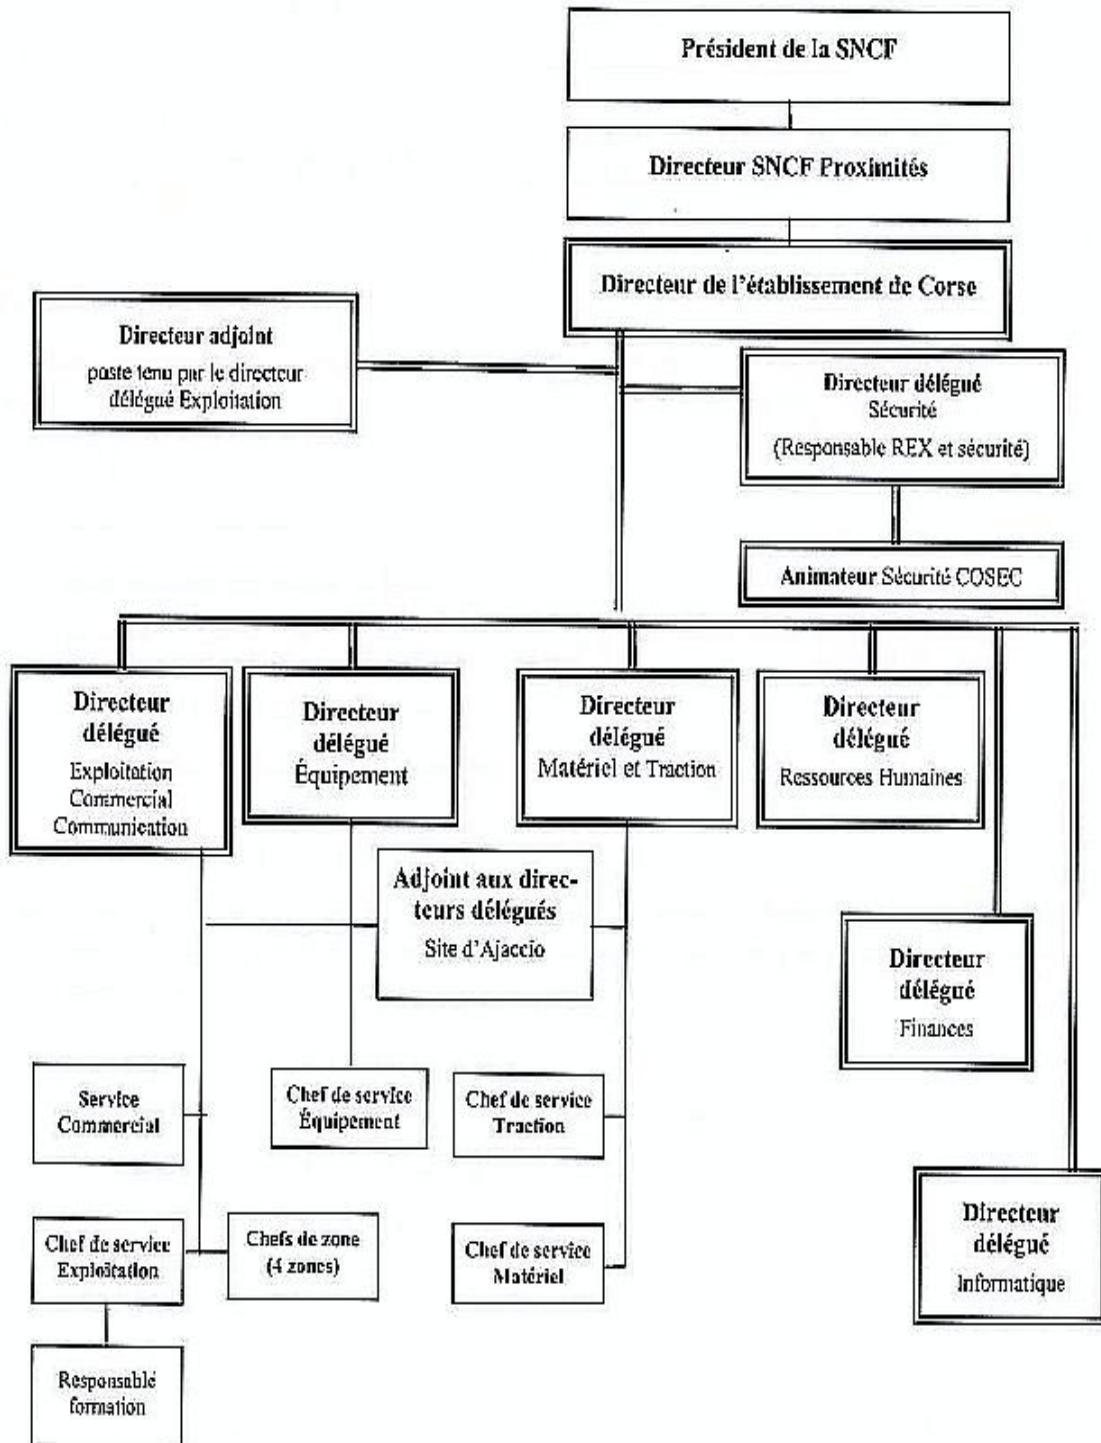 Président de la SNCF
Directeur SNCF Proximités
Directeur de l'établissement de Corse
Directeur adjoint
poste tenu par le directeur
délégué Exploitation
Directeur délégué
Sécurité
(Responsable REX et sécurité)
Animateur Sécurité COSEC
Directeur
délégué
Exploitation
Commercial
Communication
Directeur
délégué
Équipement
Directeur
délégué
Matériel et Traction
Directeur
délégué
Ressources Humaines
Adjoint aux direc-
teurs délégués
Site d'Ajaccio
Directeur
délégué
Finances
Service
Commercial
Chef de service
Équipement
Chef de service
Traction
Chef de service
Exploitation
Chefs de zone
(4 zones)
Chef de service
Matériel
Directeur
délégué
Informatique
Responsable
formation